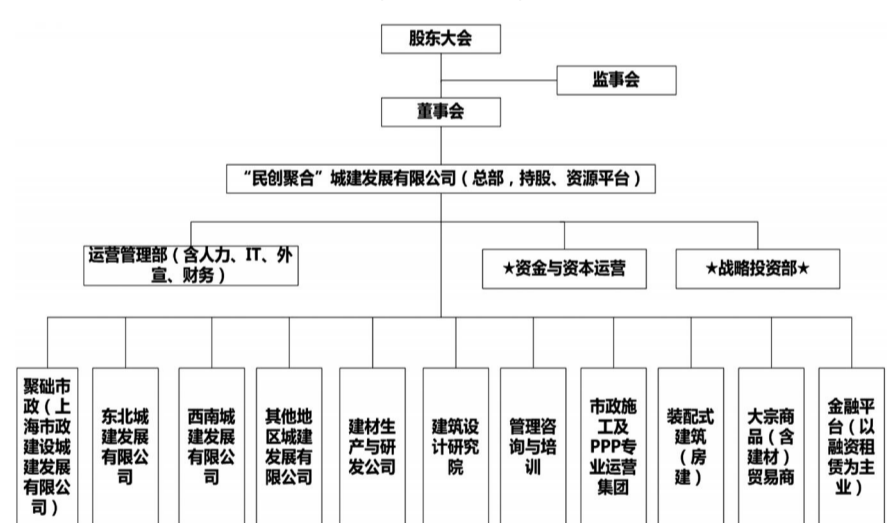 股东大会
监事会
董事会
“民创聚合”城建发展有限公司（总部，持股、资源平台）
运营管理部（含人力、IT、外
宣、财务）
★资金与资本运营
★战略投资部★
聚础市
政（上
海市政
建设城
建发展
有限公
司）
东北城
建发展
有限公
司
西南城
建发展
有限公
司
其他地
区城建
发展有
限公司
建材生
产与研
发公司
建筑设
计研究
院
管理咨
询与培
训
市政施
工及
PPP专
业运营
集团
装配式
建筑
（房
建）
大宗商
品（含
建材）
贸易商
金融平
台（以
融资租
赁为主
业）